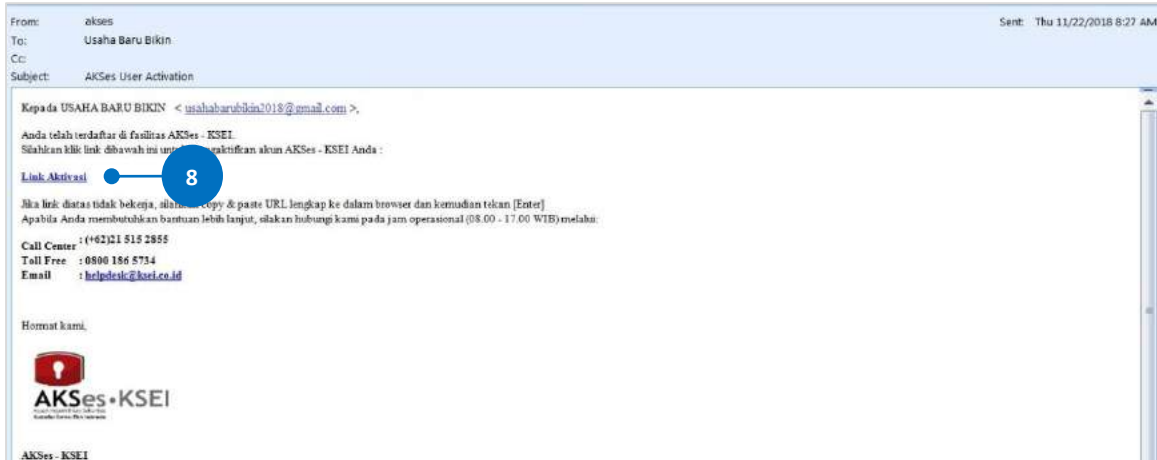 From: akses Sent: Thu 11/22/2018 8:27 AM
To: Usaha Baru Bikin
Cc:
Subject: AKSes User Activation
Kepada USAHA BARU BIKIN < usahabarubikin2018@gmail.com >,
Anda telah terdaftar di fasilitas AKSes - KSEI.
Silahkan klik link dibawah ini untuk mengaktifkan akun AKSes - KSEI Anda :
Link Aktivasi 8
Jika link diatas tidak bekerja, silahkan copy & paste URL lengkap ke dalam browser dan kemudian tekan [Enter]
Apabila Anda membutuhkan bantuan lebih lanjut, silakan hubungi kami pada jam operasional (08.00 - 17.00 WIB) melalui:
Call Center : (+62)21 515 2855
Toll Free : 0800 186 5734
Email : helpdesk@ksei.co.id
Hormat kami,
AKSes•KSEI
AKSes - KSEI